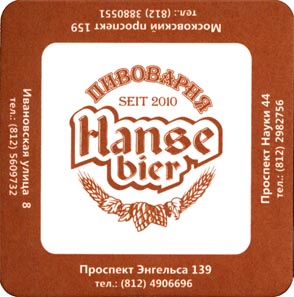 Московский проспект 159
тел.: (812) 3880551
ПИВОВАРНЯ
SEIT 2010
Hanse
bier
Ивановская улица 8
тел.: (812) 5609732
Проспект Науки 44
тел.: (812) 2982756
Проспект Энгельса 139
тел.: (812) 4906696